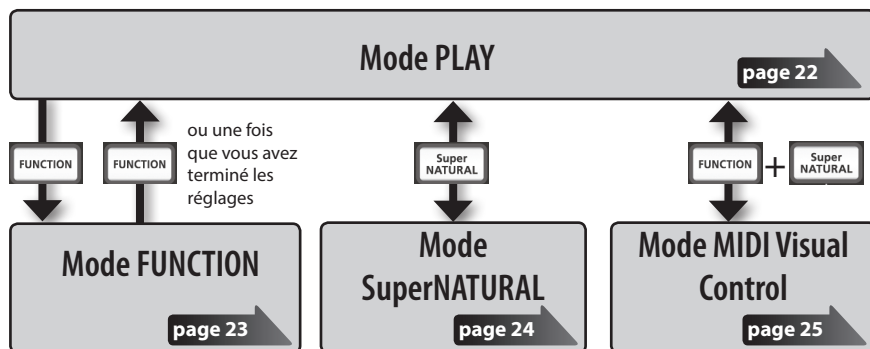 Mode PLAY
page 22
FUNCTION
FUNCTION
ou une fois
que vous avez
terminé les
réglages
Super
NATURAL
FUNCTION
+
Super
NATURAL
Mode FUNCTION
page 23
Mode
SuperNATURAL
page 24
Mode MIDI Visual
Control
page 25